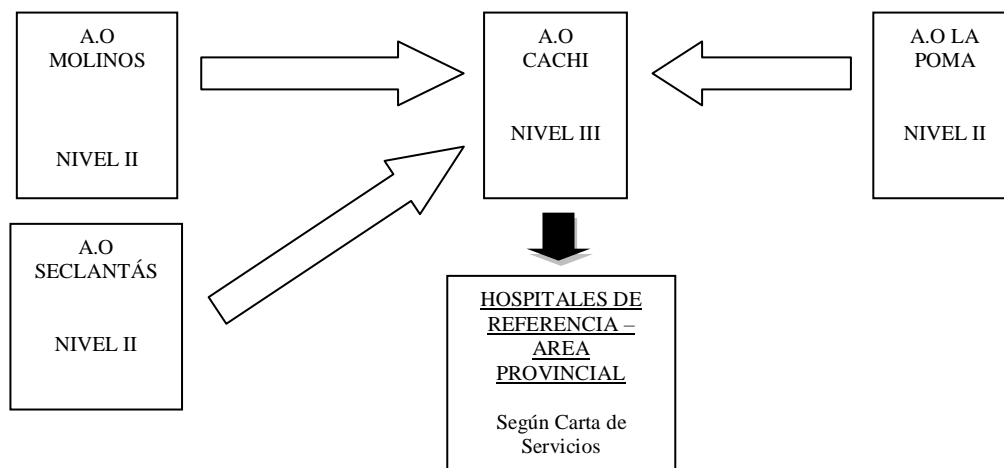 A.O
MOLINOS
NIVEL II
A.O
CACHI
NIVEL III
A.O LA
POMA
NIVEL II
A.O
SECLANTÁS
NIVEL II
HOSPITALES DE
REFERENCIA –
AREA
PROVINCIAL
Según Carta de
Servicios